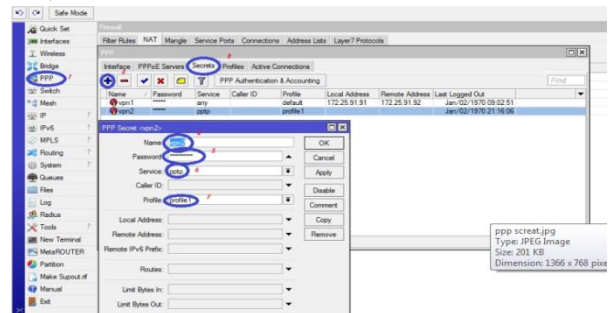 Safe Mode
Quick Set
Interfaces
Wireless
Bridge
PPP
Switch
Mesh
IP
IPv6
MPLS
Routing
System
Queues
Files
Log
Radius
Tools
New Terminal
MetaROUTER
Partition
Make Supout.rif
Manual
Exit
Firewall
Filter Rules NAT Mangle Service Ports Connections Address Lists Layer7 Protocols
PPP
Interface PPPoE Servers Secrets Profiles Active Connections
PPP Authentication & Accounting Find
Name Password Service Caller ID Profile Local Address Remote Address Last Logged Out
vpn1 ***** any default 172.25.91.91 172.25.91.92 Jan/02/1970 09:02:51
vpn2 ***** pptp profile1 Jan/02/1970 21:16:06
PPP Secret <vpn2>
Name: vpn2 OK
Password: ********* Cancel
Service: pptp Apply
Caller ID:
Disable
Profile: profile1 Comment
Local Address: Copy
Remote Address: Remove
Remote IPv6 Prefix:
Routes:
Limit Bytes In:
Limit Bytes Out:
ppp screat.jpg
Type: JPEG Image
Size: 201 KB
Dimension: 1366 x 768 pixe